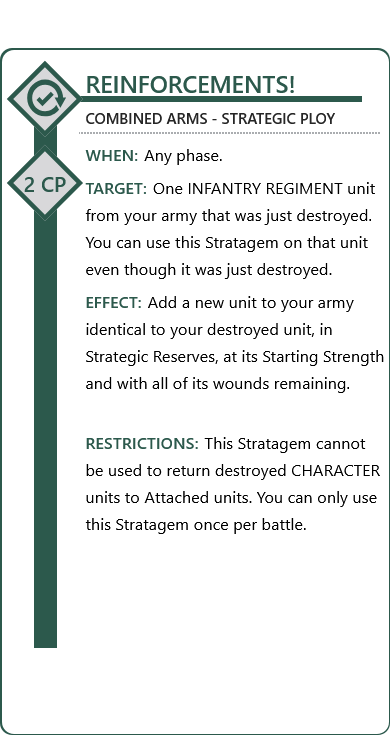 REINFORCEMENTS!
COMBINED ARMS - STRATEGIC PLOY
WHEN: Any phase.
2 CP
TARGET: One INFANTRY REGIMENT unit
from your army that was just destroyed.
You can use this Stratagem on that unit
even though it was just destroyed.
EFFECT: Add a new unit to your army
identical to your destroyed unit, in
Strategic Reserves, at its Starting Strength
and with all of its wounds remaining.
RESTRICTIONS: This Stratagem cannot
be used to return destroyed CHARACTER
units to Attached units. You can only use
this Stratagem once per battle.